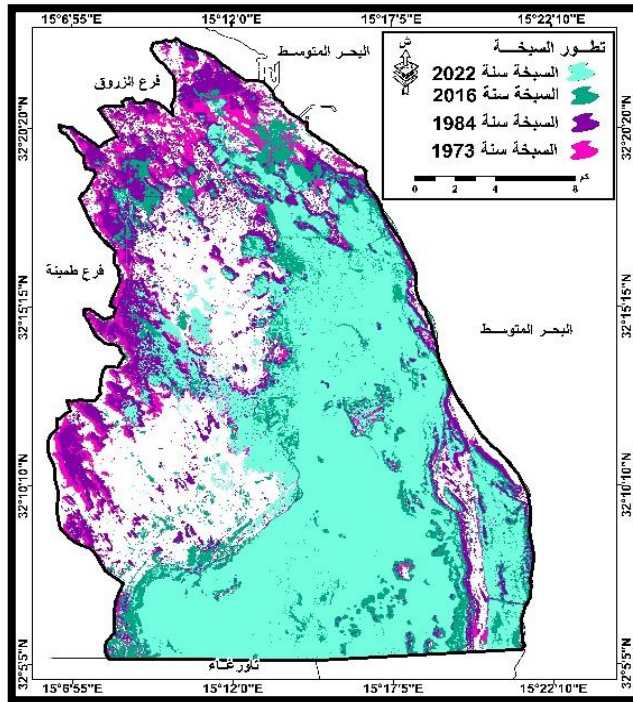 15°6'55"E 15°12'0"E 15°17'5"E 15°22'10"E
تطور السبخة
السبخة سنة 2022
السبخة سنة 2016
السبخة سنة 1984
السبخة سنة 1973
0 2 4 8
كم
ش
البحر المتوسط
فرع الزروق
فرع طمينة
البحر المتوسط
تاورغاء
32°20'20"N
32°15'15"N
32°10'10"N
32°5'5"N
32°20'20"N
32°15'15"N
32°10'10"N
32°5'5"N
15°6'55"E 15°12'0"E 15°17'5"E 15°22'10"E